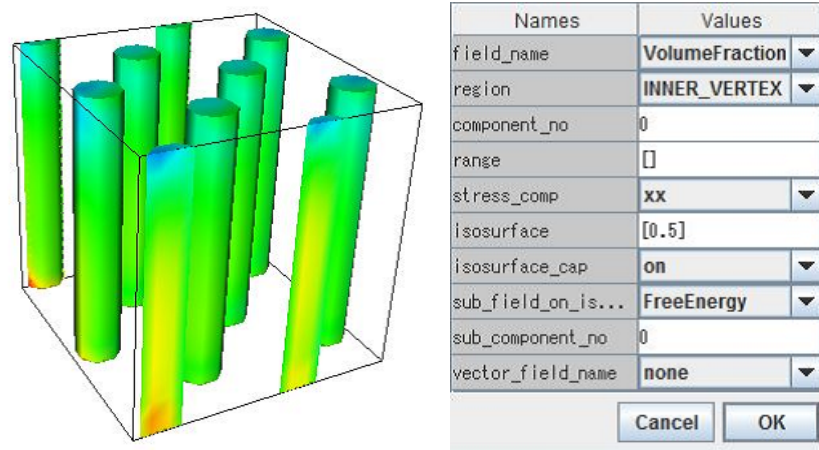 Names Values
field_name VolumeFraction
region INNER_VERTEX
component_no 0
range []
stress_comp xx
isosurface [0.5]
isosurface_cap on
sub_field_on_is... FreeEnergy
sub_component_no 0
vector_field_name none
Cancel OK